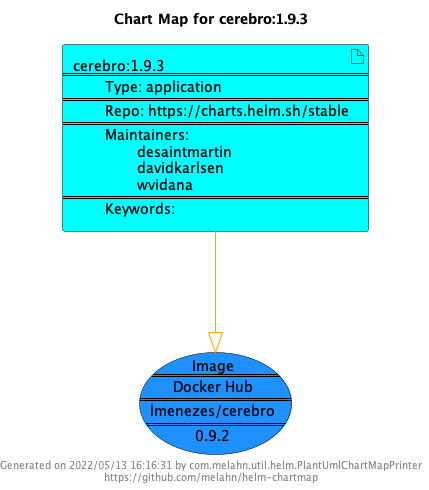 Chart Map for cerebro:1.9.3
cerebro:1.9.3
Type: application
Repo: https://charts.helm.sh/stable
Maintainers:
desaintmartin
davidkarlsen
wvidana
Keywords:
Image
Docker Hub
lmenezes/cerebro
0.9.2
Generated on 2022/05/13 16:16:31 by com.melahn.util.helm.PlantUmlChartMapPrinter
https://github.com/melahn/helm-chartmap